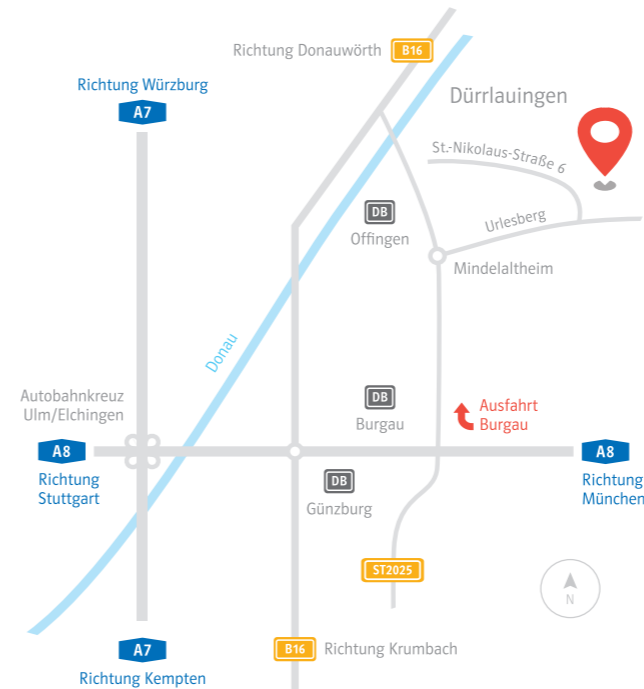 Richtung Donauwörth B16
Richtung Würzburg
A7
Dürrlauingen
St.-Nikolaus-Straße 6
DB
Offingen
Urlesberg
Mindelaltheim
Donau
Autobahnkreuz
Ulm/Elchingen
DB
Burgau
Ausfahrt
Burgau
A8
Richtung
Stuttgart
A8
Richtung
München
DB
Günzburg
ST2025
N
A7
Richtung Kempten
B16 Richtung Krumbach